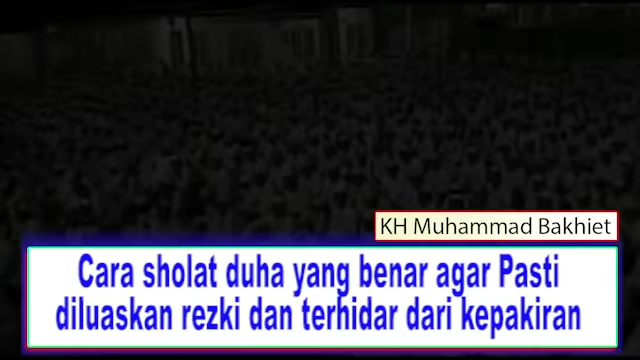 KH Muhammad Bakhiet
Cara sholat duha yang benar agar Pasti
diluaskan rezki dan terhidar dari kepakiran